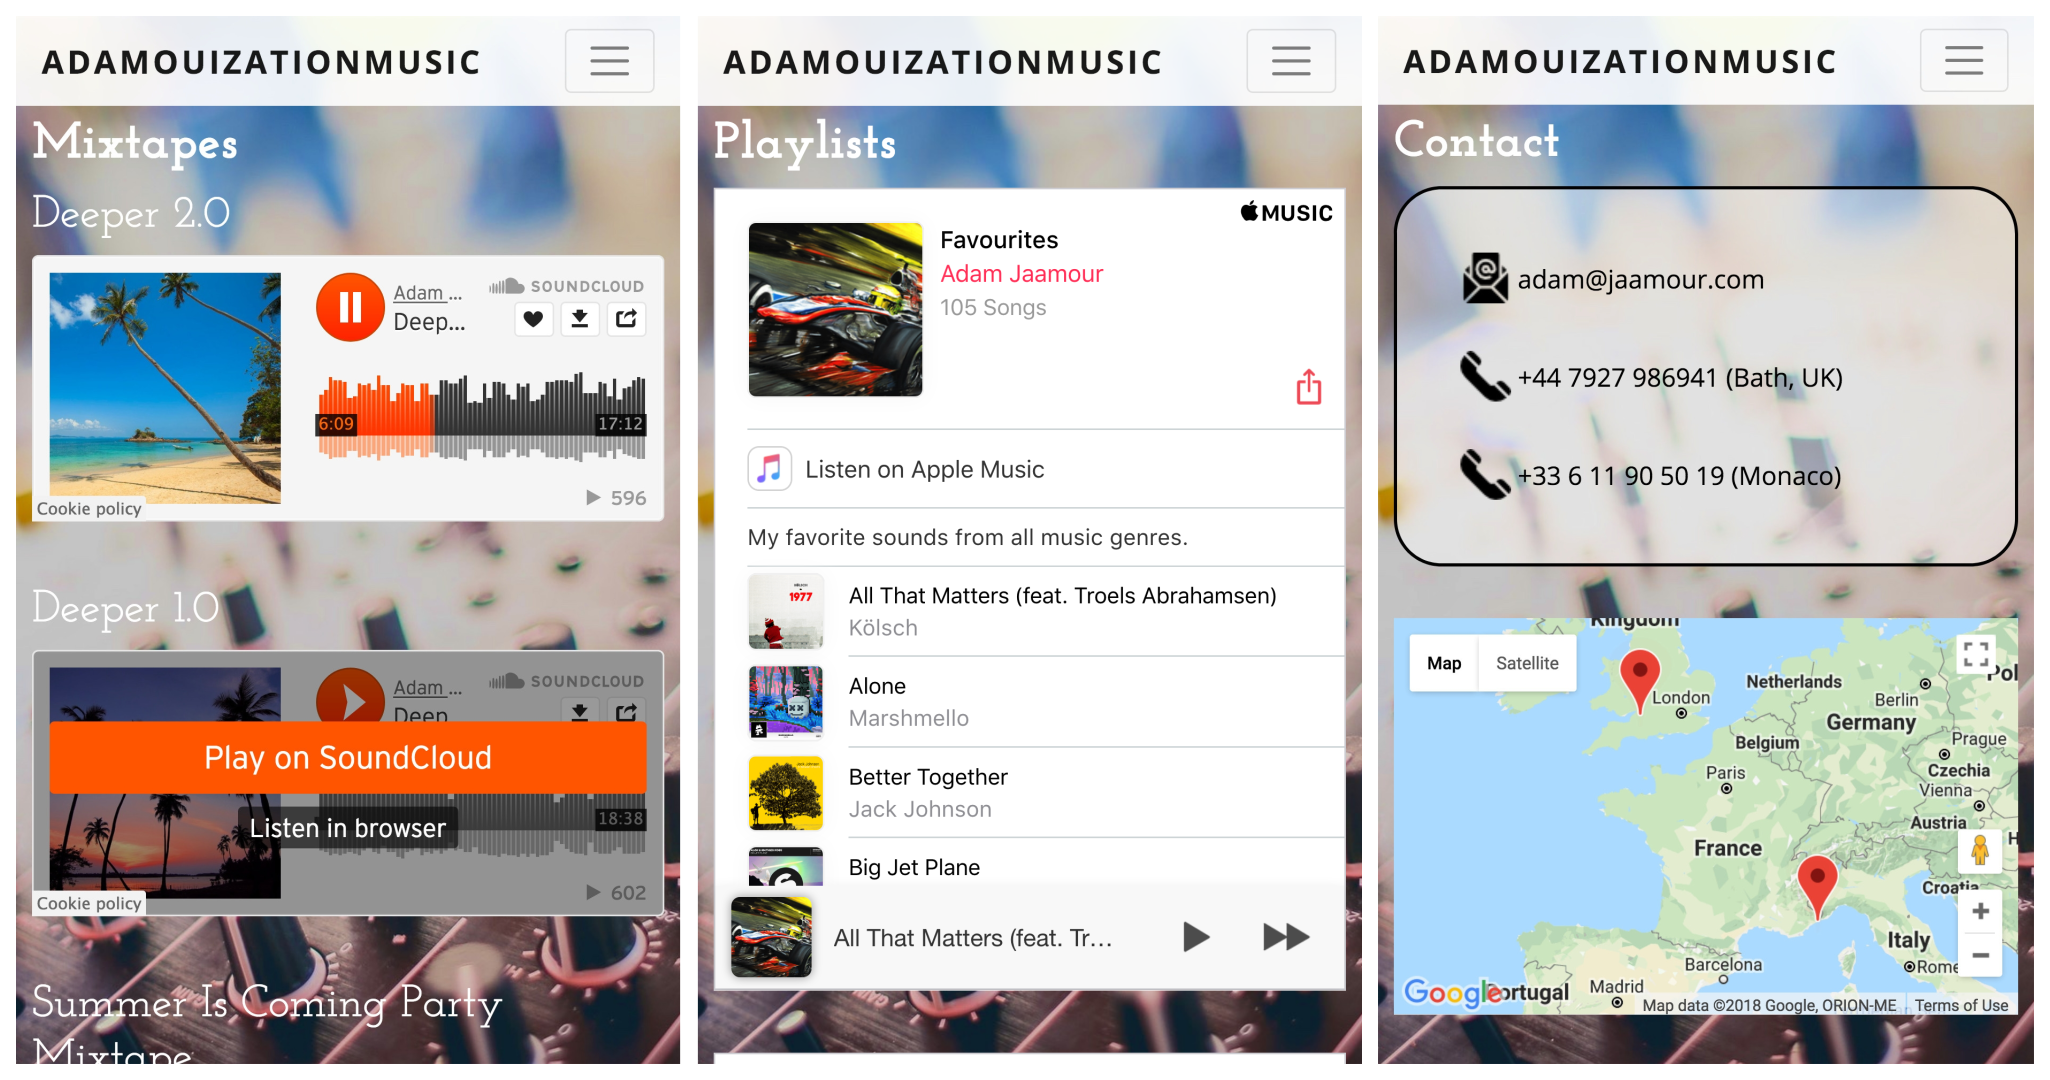 ADAMOUIZATIONMUSIC
Mixtapes
Deeper 2.0
Adam ...
SOUNDCLOUD
Deep...
6:09
17:12
596
Cookie policy
Deeper 1.0
Adam ...
SOUNDCLOUD
Deep
Play on SoundCloud
Listen in browser
18:38
602
Cookie policy
Summer Is Coming Party
Mixtape
ADAMOUIZATIONMUSIC
Playlists
MUSIC
Favourites
Adam Jaamour
105 Songs
Listen on Apple Music
My favorite sounds from all music genres.
1977
All That Matters (feat. Troels Abrahamsen)
Kölsch
Alone
Marshmello
Better Together
Jack Johnson
Big Jet Plane
All That Matters (feat. Tr...
ADAMOUIZATIONMUSIC
Contact
adam@jaamour.com
+44 7927 986941 (Bath, UK)
+33 6 11 90 50 19 (Monaco)
Kingdom
Map
Satellite
London
Netherlands
Berlin
Pol
Germany
Belgium
Prague
Paris
Czechia
Vienna
Austria
France
Croatia
Italy
Barcelona
Rome
Madrid
Google
ortugal
Map data ©2018 Google, ORION-ME
Terms of Use